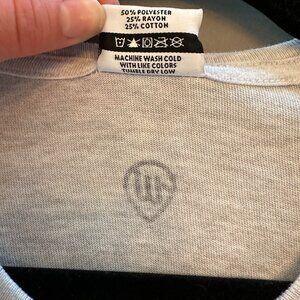 50% POLYESTER
25% RAYON
25% COTTON
MACHINE WASH COLD
WITH LIKE COLORS
TUMBLE DRY LOW